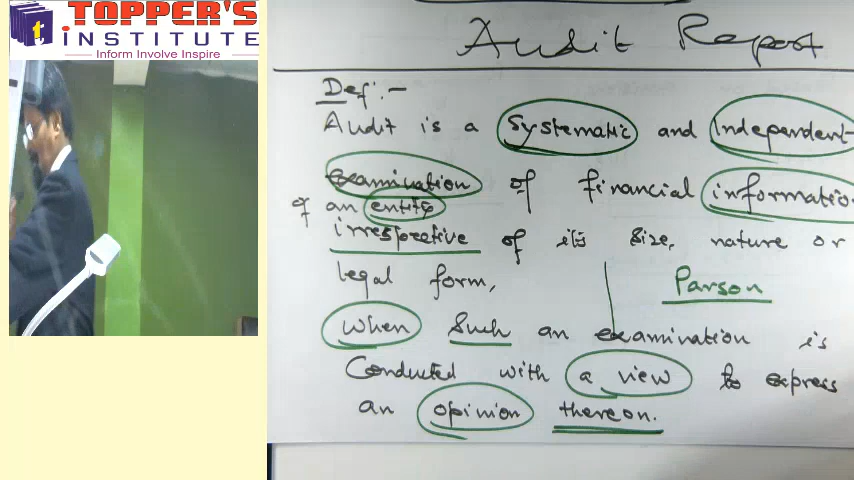 TOPPER'S
INSTITUTE
Inform Involve Inspire
Audit Report
Def:-
Audit is a Systematic and Independent
examination of financial information
of an entity
irrespective of its size, nature or
legal form,
Parson
When Such an examination is
Conducted with a view to express
an opinion thereon.